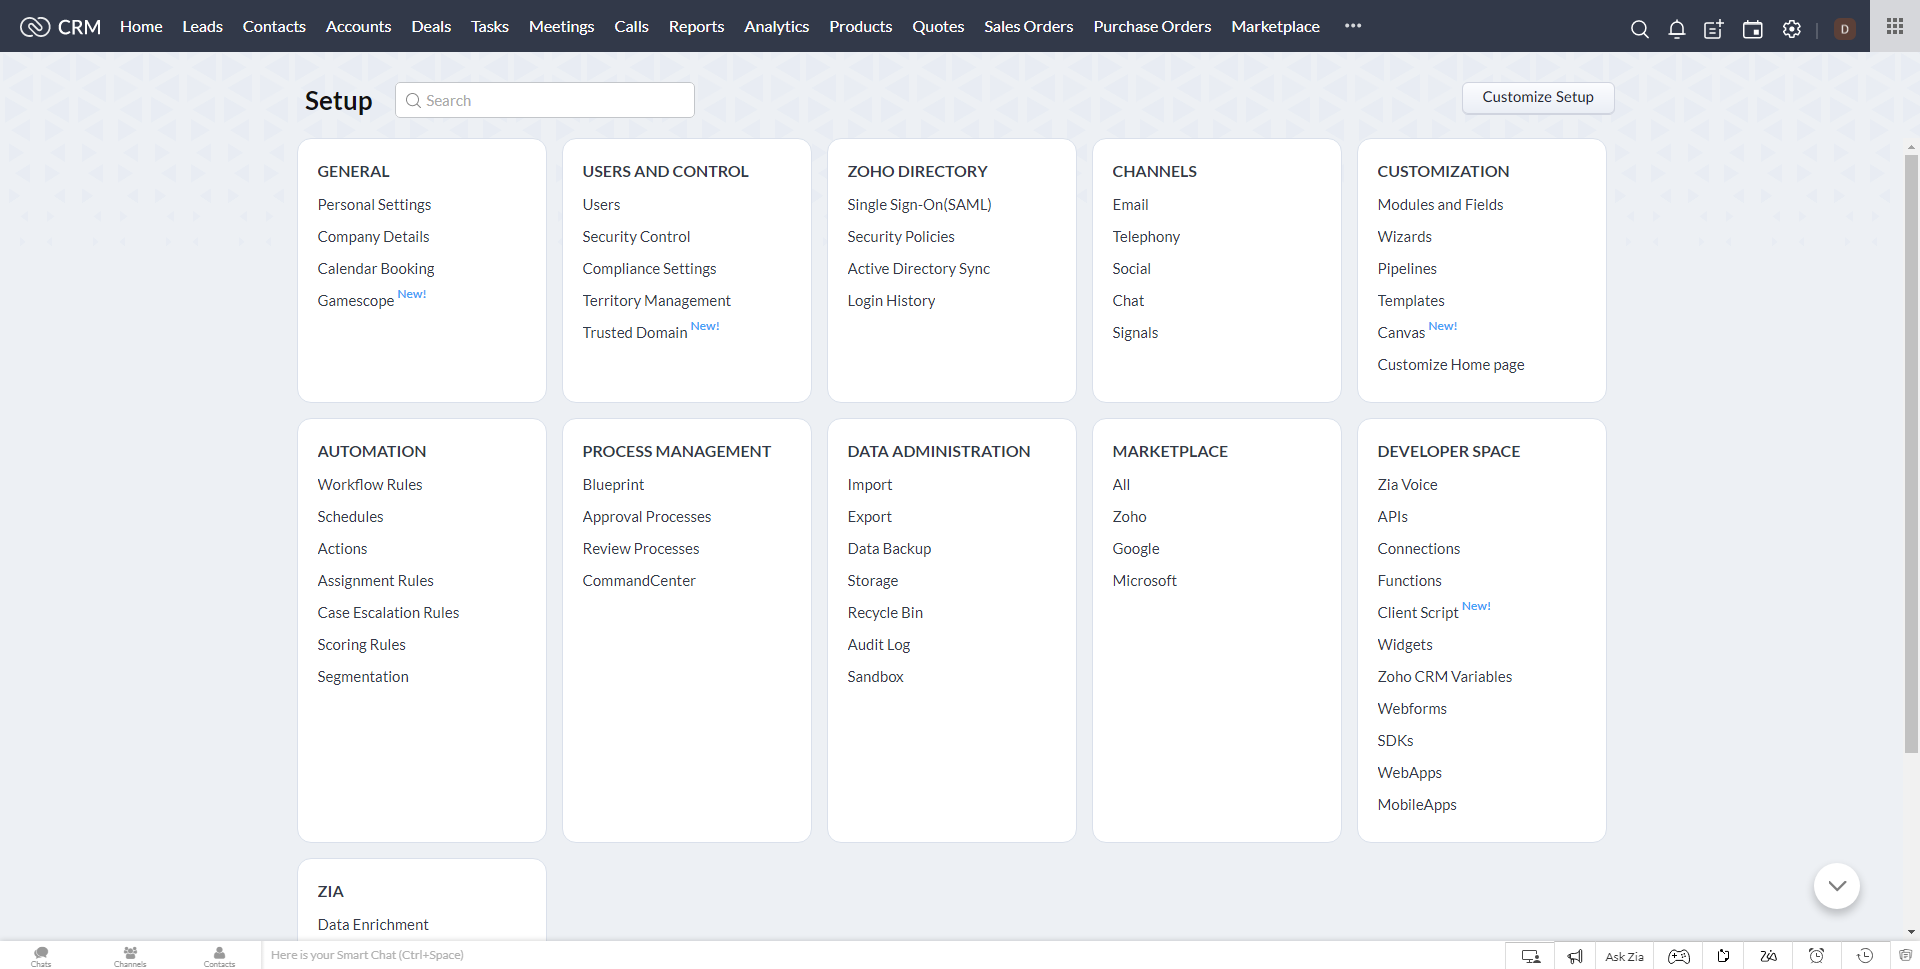 CRM Home Leads Contacts Accounts Deals Tasks Meetings Calls Reports Analytics Products Quotes Sales Orders Purchase Orders Marketplace ••• D
Setup Search Customize Setup
GENERAL
Personal Settings
Company Details
Calendar Booking
Gamescope New!
USERS AND CONTROL
Users
Security Control
Compliance Settings
Territory Management
Trusted Domain New!
ZOHO DIRECTORY
Single Sign-On(SAML)
Security Policies
Active Directory Sync
Login History
CHANNELS
Email
Telephony
Social
Chat
Signals
CUSTOMIZATION
Modules and Fields
Wizards
Pipelines
Templates
Canvas New!
Customize Home page
AUTOMATION
Workflow Rules
Schedules
Actions
Assignment Rules
Case Escalation Rules
Scoring Rules
Segmentation
PROCESS MANAGEMENT
Blueprint
Approval Processes
Review Processes
CommandCenter
DATA ADMINISTRATION
Import
Export
Data Backup
Storage
Recycle Bin
Audit Log
Sandbox
MARKETPLACE
All
Zoho
Google
Microsoft
DEVELOPER SPACE
Zia Voice
APIs
Connections
Functions
Client Script New!
Widgets
Zoho CRM Variables
Webforms
SDKs
WebApps
MobileApps
ZIA
Data Enrichment
Chats Channels Contacts Here is your Smart Chat (Ctrl+Space) Ask Zia